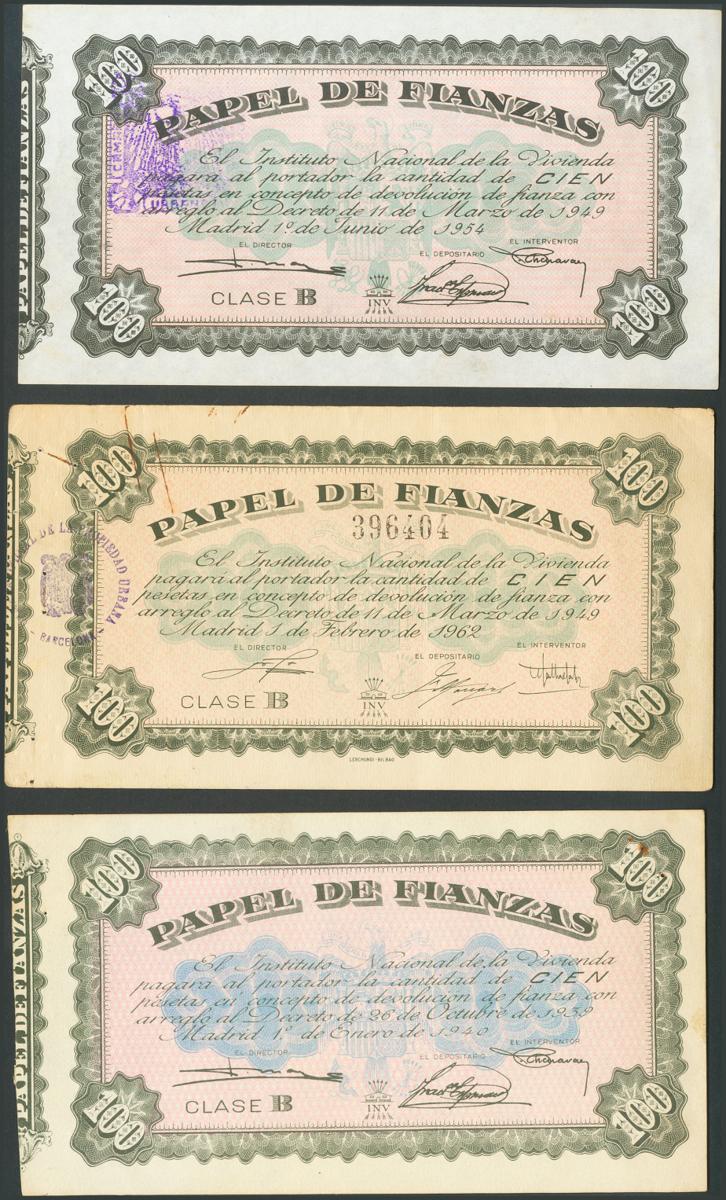 PAPEL DE FIANZAS
100
100
PAPEL DE FIANZAS
El Instituto Nacional de la Vivienda
pagará al portador la cantidad de CIEN
pesetas en concepto de devolución de fianza con
arreglo al Decreto de 11 de Marzo de 1949
Madrid 1º de Junio de 1954
EL DIRECTOR
EL DEPOSITARIO
EL INTERVENTOR
CLASE B
INV
100
100
100
100
PAPEL DE FIANZAS
396404
El Instituto Nacional de la Vivienda
pagará al portador la cantidad de CIEN
pesetas en concepto de devolución de fianza con
arreglo al Decreto de 11 de Marzo de 1949
Madrid 1 de Febrero de 1962
DE LA PROPIEDAD URBANA
BARCELONA
EL DIRECTOR
EL DEPOSITARIO
EL INTERVENTOR
CLASE B
INV
100
100
LERCHUNDI - BILBAO
PAPEL DE FIANZAS
100
100
PAPEL DE FIANZAS
El Instituto Nacional de la Vivienda
pagará al portador la cantidad de CIEN
pesetas en concepto de devolución de fianza con
arreglo al Decreto de 26 de Octubre de 1939
Madrid 1º de Enero de 1940
EL DIRECTOR
EL DEPOSITARIO
EL INTERVENTOR
CLASE B
INV
100
100